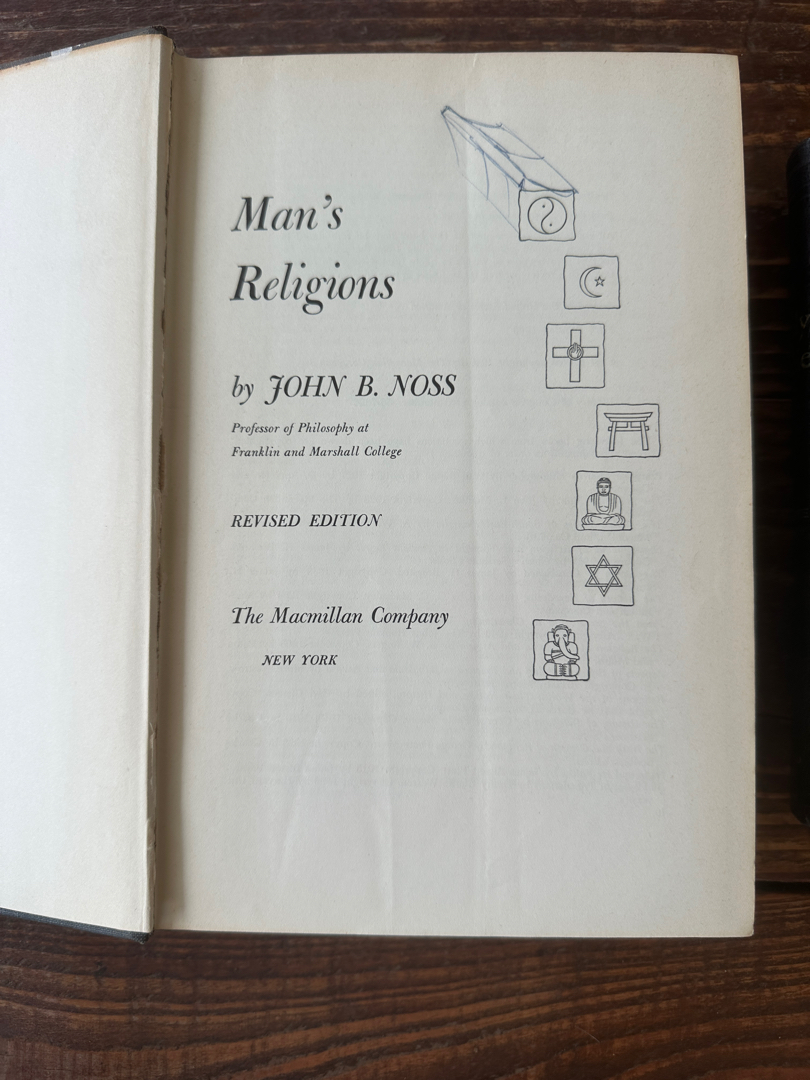 Man's
Religions
by JOHN B. NOSS
Professor of Philosophy at
Franklin and Marshall College
REVISED EDITION
The Macmillan Company
NEW YORK